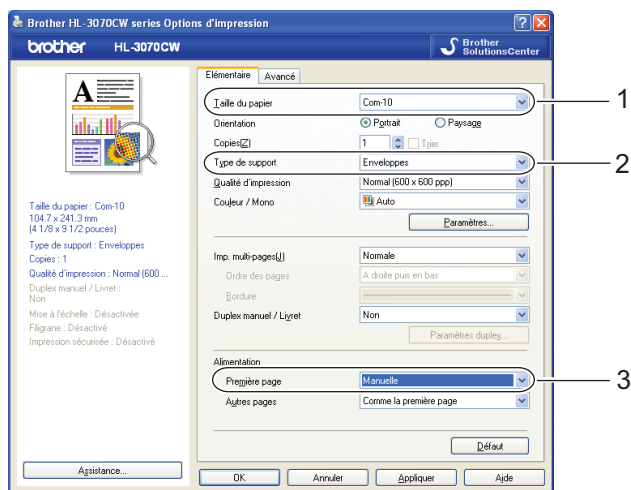 Brother HL-3070CW series Options d'impression
brother HL-3070CW
Brother
SolutionsCenter
Élémentaire Avancé
Taille du papier Com-10 1
Orientation Portrait Paysage
Copies(Z) 1 Trier
Type de support Enveloppes 2
Qualité d'impression Normal (600 x 600 ppp)
Couleur / Mono Auto
Paramètres...
Imp. multi-pages(J) Normale
Ordre des pages A droite puis en bas
Bordure
Duplex manuel / Livret Non
Paramètres duplex...
Alimentation
Première page Manuelle 3
Autres pages Comme la première page
Défaut
Taille du papier : Com-10
104.7 x 241.3 mm
(4 1/8 x 9 1/2 pouces)
Type de support : Enveloppes
Copies : 1
Qualité d'impression : Normal (600 ...
Duplex manuel / Livret :
Non
Mise à l'échelle : Désactivée
Filigrane : Désactivé
Impression sécurisée : Désactivé
Assistance...
OK Annuler Appliquer Aide